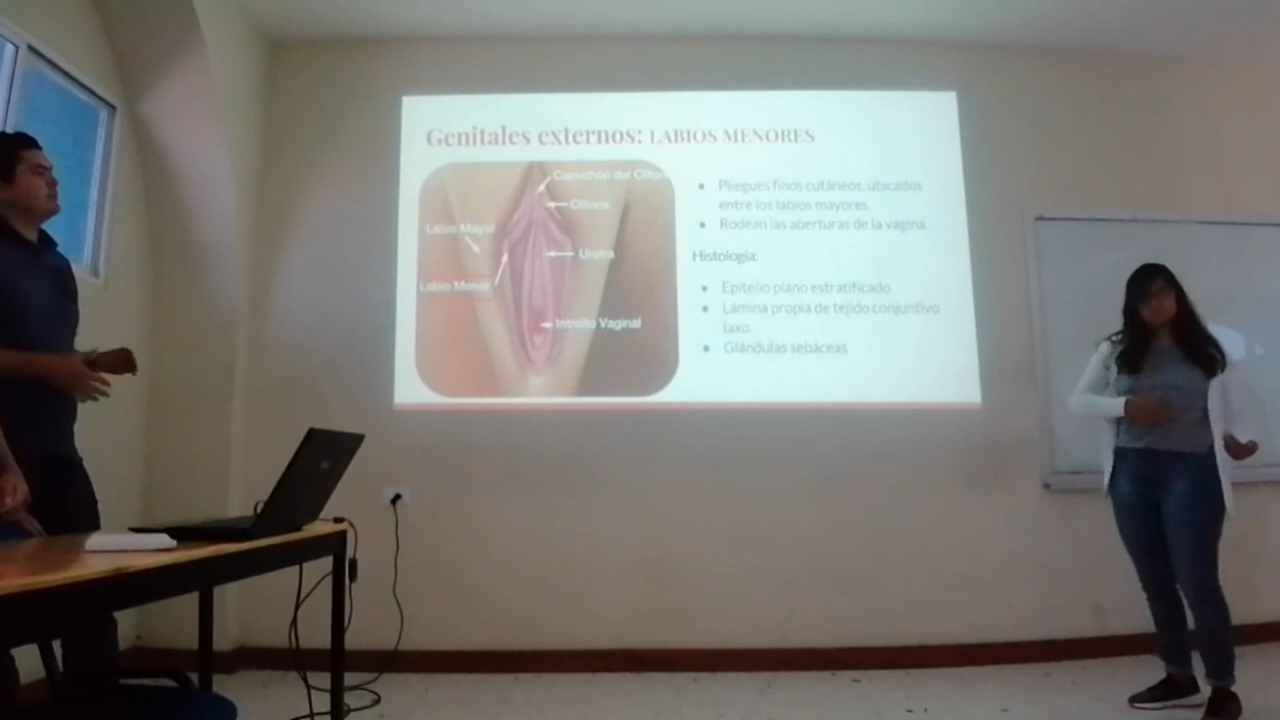 Genitales externos: LABIOS MENORES
Capuchón del Clitoris
Clitoris
Labio Mayor
Uretra
Labio Menor
Introito Vaginal
Pliegues finos cutáneos, ubicados
entre los labios mayores.
Rodean las aberturas de la vagina.
Histología:
Epitelio plano estratificado
Lámina propia de tejido conjuntivo
laxo.
Glándulas sebáceas